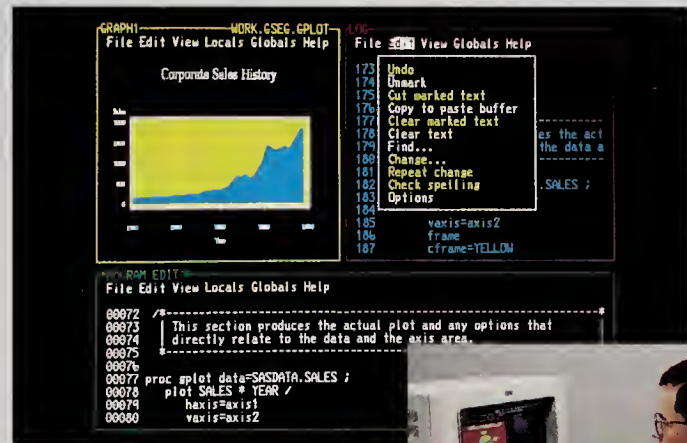 GRAPH1 WORK.GSEG.GPLOT
File Edit View Locals Globals Help
Corporate Sales History
Sales
Year
LOG
File Edit View Globals Help
173
174
175
176
177
178
179
180
181
182
183
184
Undo
Unmark
Cut marked text
Copy to paste buffer
Clear marked text
Clear text
Find...
Change...
Repeat change
Check spelling
Options
es the act
the data a
.SALES ;
185 vaxis=axis2
186 frame
187 cframe=YELLOW
RAM EDIT
File Edit View Locals Globals Help
00072 /*-----------------------------------------------------------*
00073 | This section produces the actual plot and any options that
00074 | directly relate to the data and the axis area.
00075 *-----------------------------------
00076
00077 proc gplot data=SASDATA.SALES ;
00078 plot SALES * YEAR /
00079 haxis=axis1
00080 vaxis=axis2